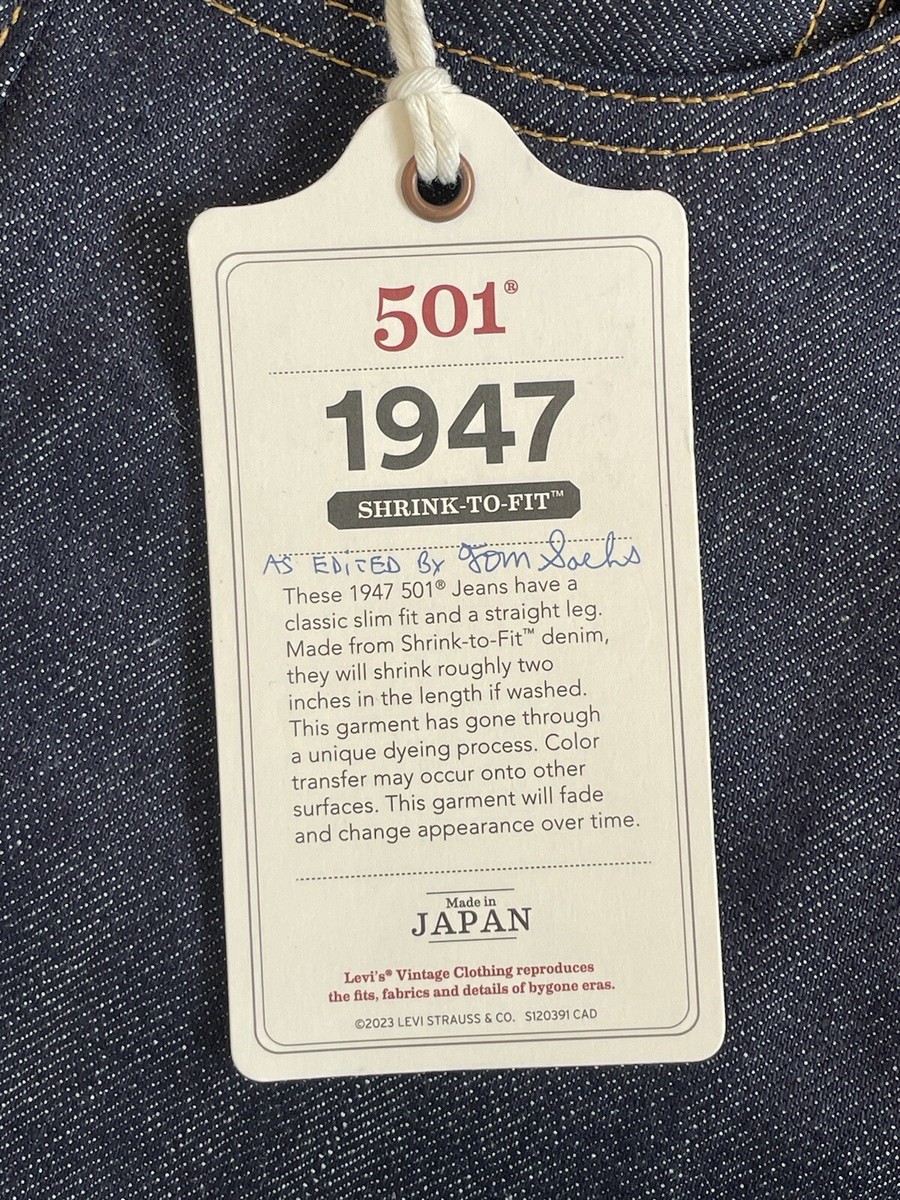 501®
1947
SHRINK-TO-FIT™
AS EDITED BY Tom Sachs
These 1947 501® Jeans have a
classic slim fit and a straight leg.
Made from Shrink-to-Fit™ denim,
they will shrink roughly two
inches in the length if washed.
This garment has gone through
a unique dyeing process. Color
transfer may occur onto other
surfaces. This garment will fade
and change appearance over time.
Made in
JAPAN
Levi's® Vintage Clothing reproduces
the fits, fabrics and details of bygone eras.
©2023 LEVI STRAUSS & CO. S120391 CAD